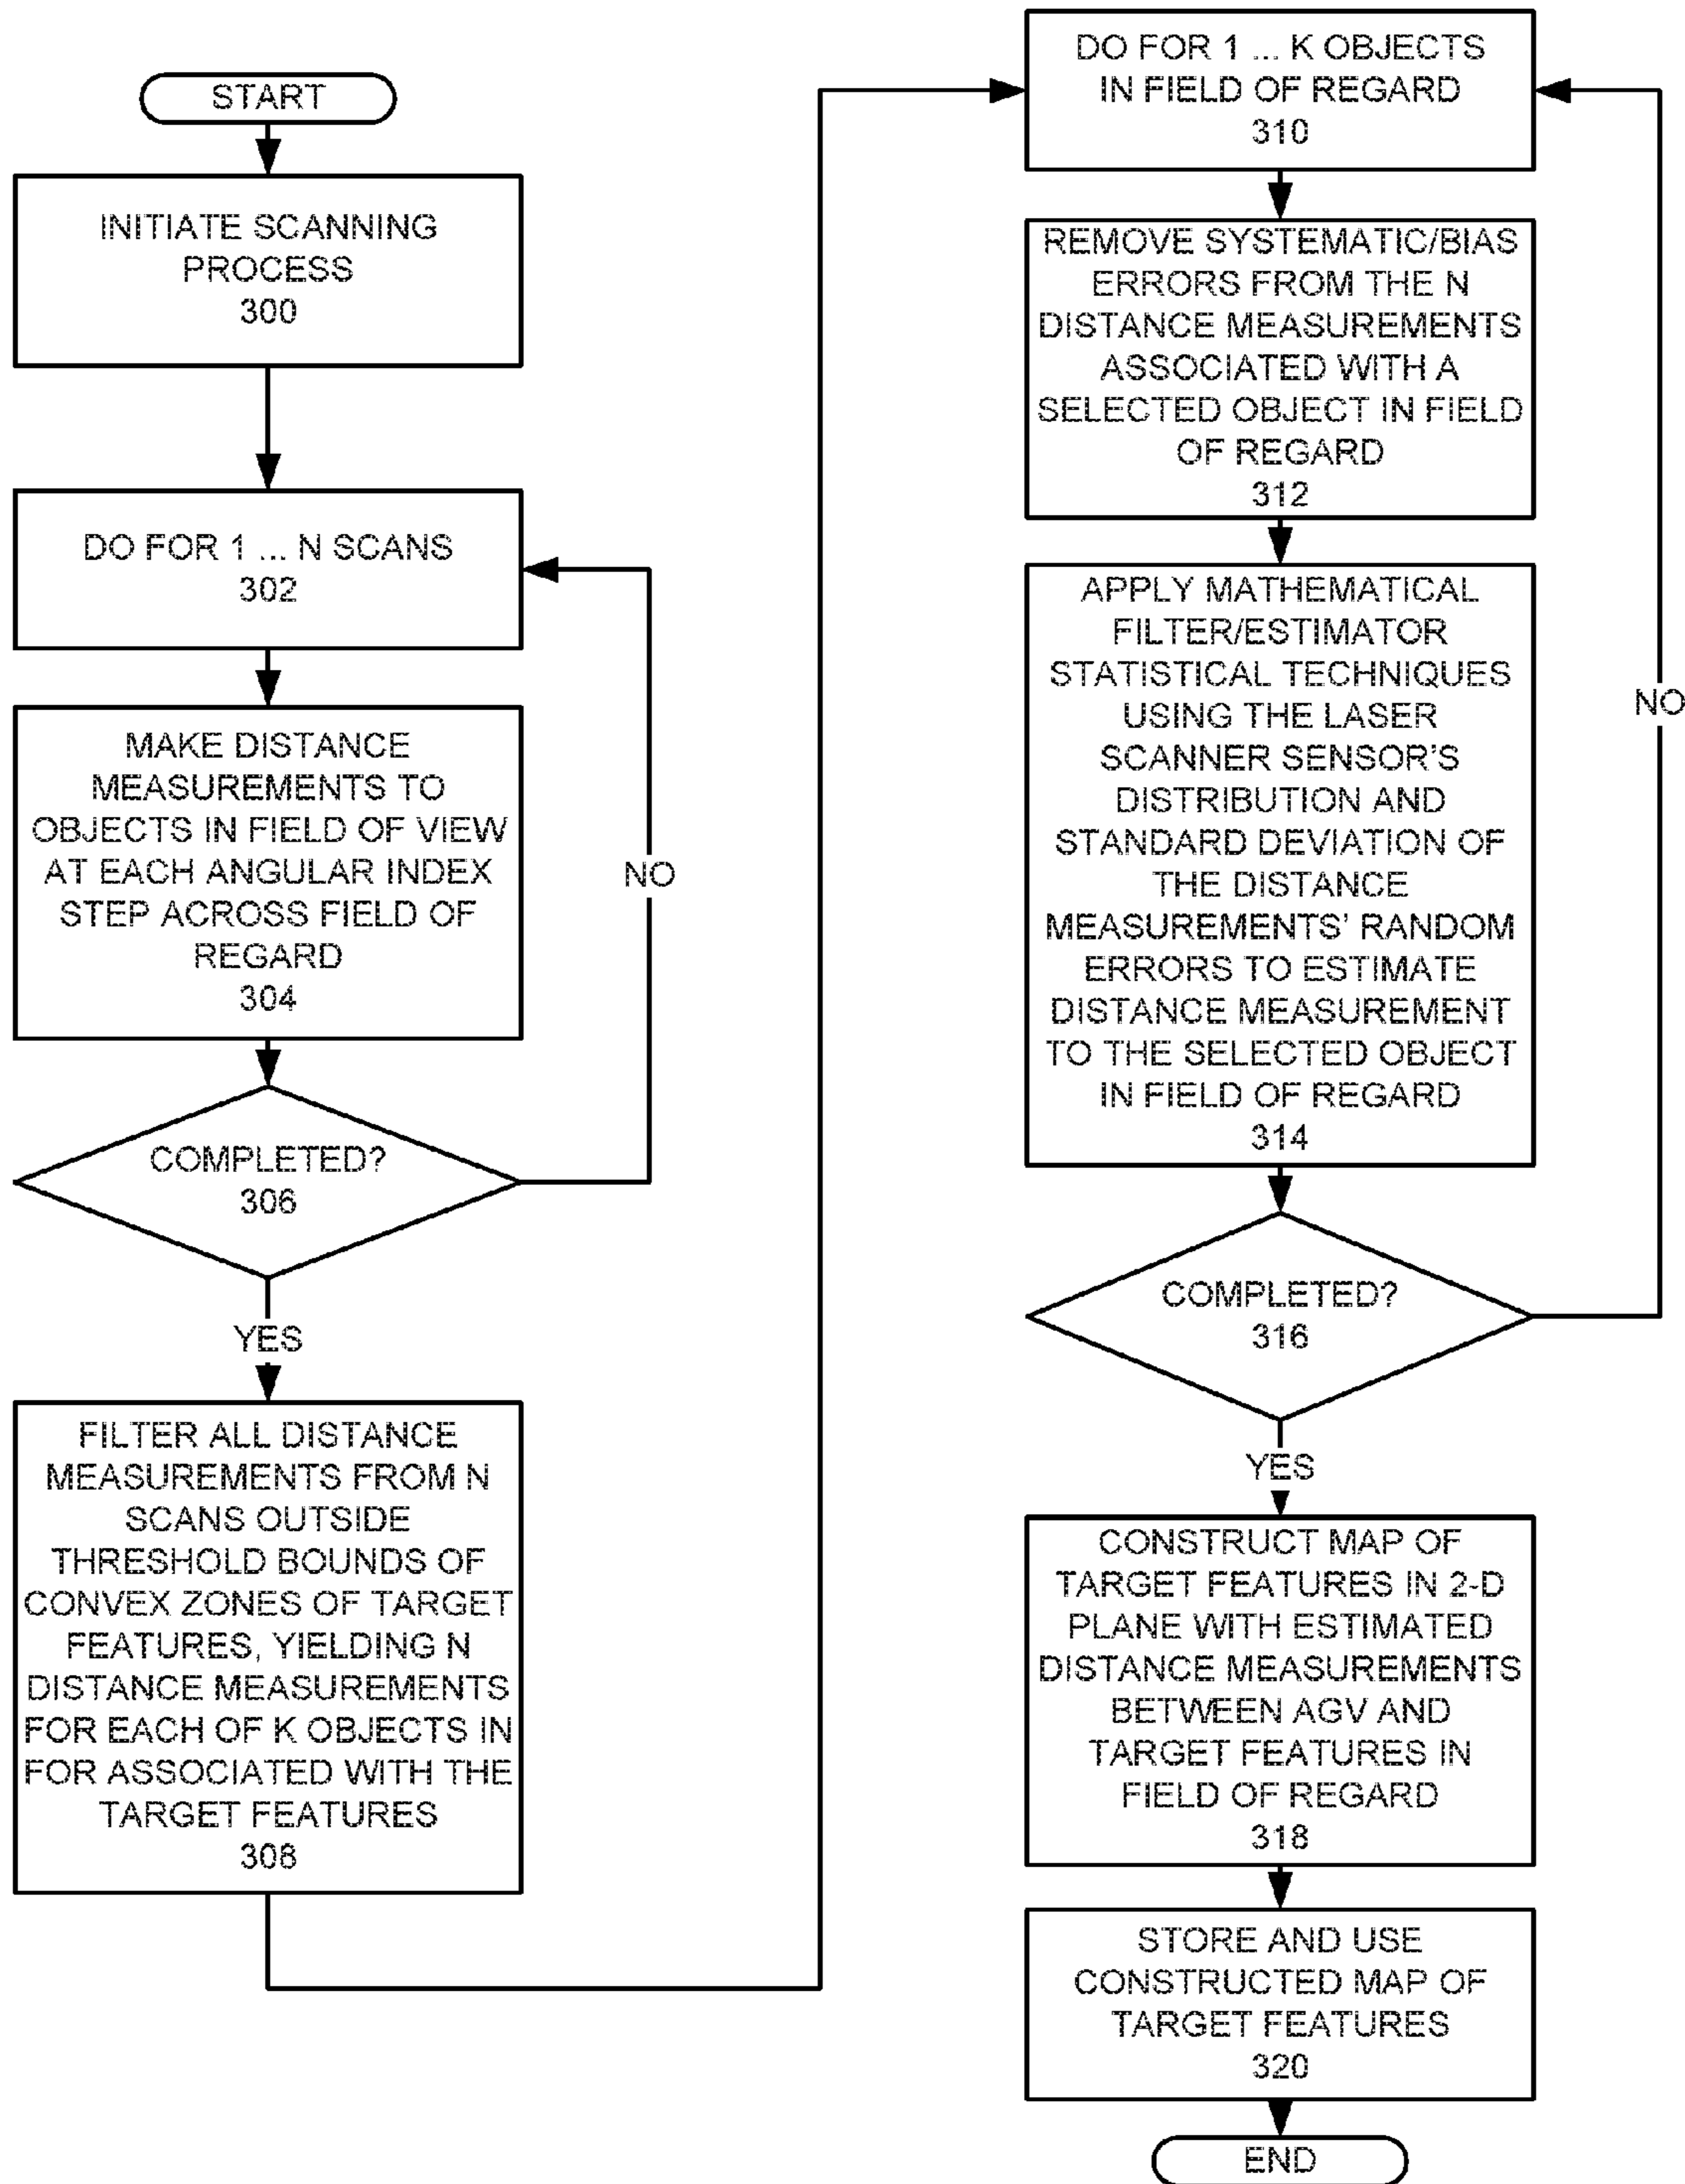 START
INITIATE SCANNING
PROCESS
300
DO FOR 1 ... N SCANS
302
MAKE DISTANCE
MEASUREMENTS TO
OBJECTS IN FIELD OF VIEW
AT EACH ANGULAR INDEX
STEP ACROSS FIELD OF
REGARD
304
NO
COMPLETED?
306
YES
FILTER ALL DISTANCE
MEASUREMENTS FROM N
SCANS OUTSIDE
THRESHOLD BOUNDS OF
CONVEX ZONES OF TARGET
FEATURES, YIELDING N
DISTANCE MEASUREMENTS
FOR EACH OF K OBJECTS IN
FOR ASSOCIATED WITH THE
TARGET FEATURES
308
DO FOR 1 ... K OBJECTS
IN FIELD OF REGARD
310
REMOVE SYSTEMATIC/BIAS
ERRORS FROM THE N
DISTANCE MEASUREMENTS
ASSOCIATED WITH A
SELECTED OBJECT IN FIELD
OF REGARD
312
APPLY MATHEMATICAL
FILTER/ESTIMATOR
STATISTICAL TECHNIQUES
USING THE LASER
SCANNER SENSOR'S
DISTRIBUTION AND
STANDARD DEVIATION OF
THE DISTANCE
MEASUREMENTS' RANDOM
ERRORS TO ESTIMATE
DISTANCE MEASUREMENT
TO THE SELECTED OBJECT
IN FIELD OF REGARD
314
NO
COMPLETED?
316
YES
CONSTRUCT MAP OF
TARGET FEATURES IN 2-D
PLANE WITH ESTIMATED
DISTANCE MEASUREMENTS
BETWEEN AGV AND
TARGET FEATURES IN
FIELD OF REGARD
318
STORE AND USE
CONSTRUCTED MAP OF
TARGET FEATURES
320
END